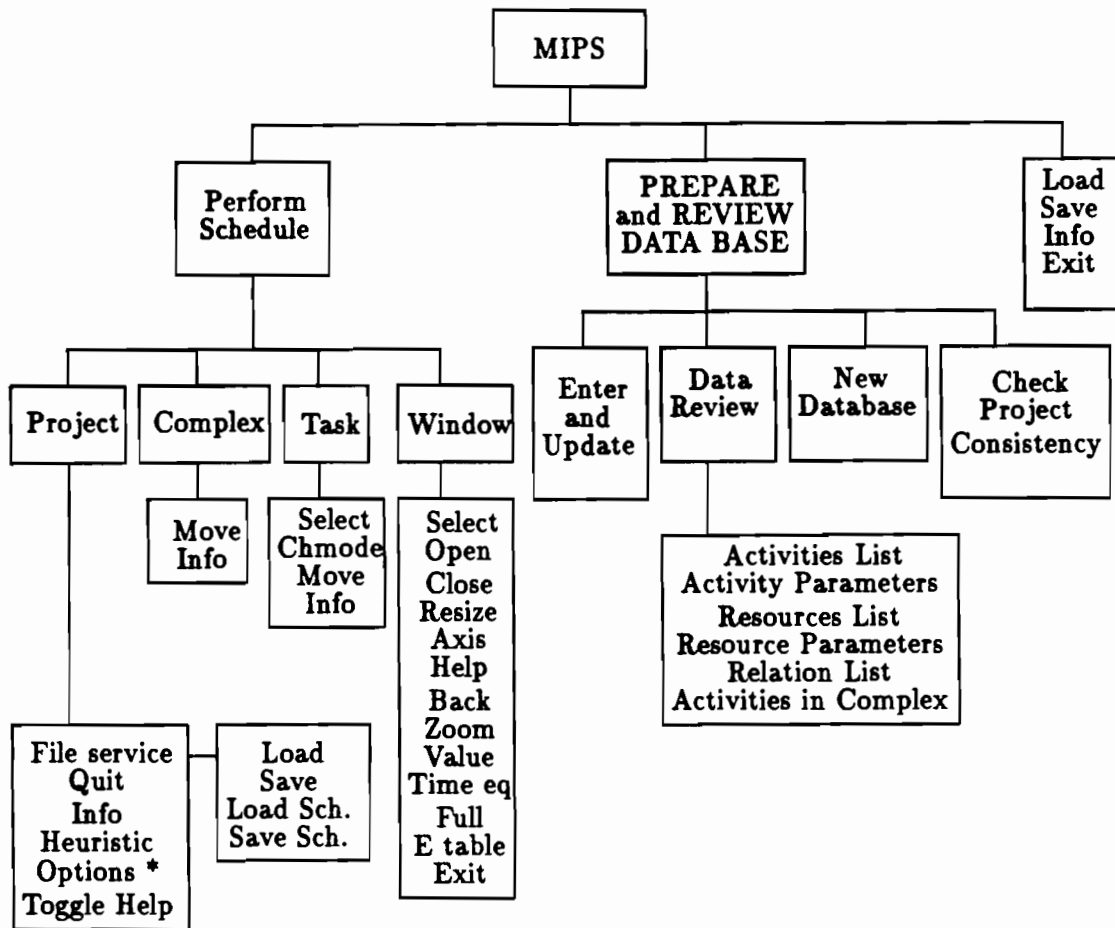 MIPS
Perform
Schedule
PREPARE
and REVIEW
DATA BASE
Load
Save
Info
Exit
Project
Complex
Task
Window
Enter
and
Update
Data
Review
New
Database
Check
Project
Consistency
Move
Info
Select
Chmode
Move
Info
Select
Open
Close
Resize
Axis
Help
Back
Zoom
Value
Time eq
Full
E table
Exit
Activities List
Activity Parameters
Resources List
Resource Parameters
Relation List
Activities in Complex
File service
Quit
Info
Heuristic
Options *
Toggle Help
Load
Save
Load Sch.
Save Sch.